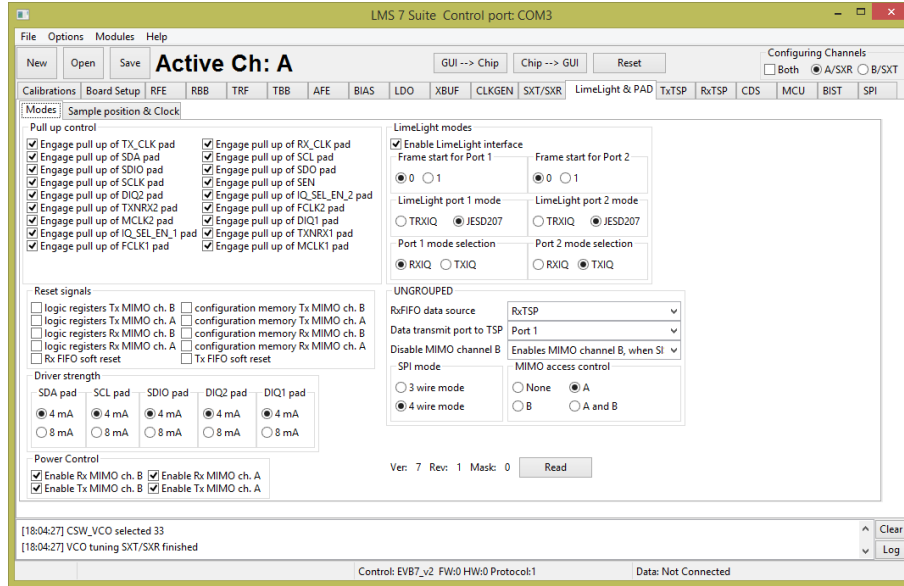 LMS 7 Suite Control port: COM3
File Options Modules Help
New Open Save Active Ch: A GUI --> Chip Chip --> GUI Reset
Configuring Channels
Both A/SXR B/SXT
Calibrations Board Setup RFE RBB TRF TBB AFE BIAS LDO XBUF CLKGEN SXT/SXR LimeLight & PAD TxTSP RxTSP CDS MCU BIST SPI
Modes Sample position & Clock
Pull up control
Engage pull up of TX_CLK pad Engage pull up of RX_CLK pad
Engage pull up of SDA pad Engage pull up of SCL pad
Engage pull up of SDIO pad Engage pull up of SDO pad
Engage pull up of SCLK pad Engage pull up of SEN
Engage pull up of DIQ2 pad Engage pull up of IQ_SEL_EN_2 pad
Engage pull up of TXNRX2 pad Engage pull up of FCLK2 pad
Engage pull up of MCLK2 pad Engage pull up of DIQ1 pad
Engage pull up of IQ_SEL_EN_1 pad Engage pull up of TXNRX1 pad
Engage pull up of FCLK1 pad Engage pull up of MCLK1 pad
LimeLight modes
Enable LimeLight interface
Frame start for Port 1 Frame start for Port 2
0 1 0 1
LimeLight port 1 mode LimeLight port 2 mode
TRXIQ JESD207 TRXIQ JESD207
Port 1 mode selection Port 2 mode selection
RXIQ TXIQ RXIQ TXIQ
Reset signals
logic registers Tx MIMO ch. B configuration memory Tx MIMO ch. B
logic registers Tx MIMO ch. A configuration memory Tx MIMO ch. A
logic registers Rx MIMO ch. B configuration memory Rx MIMO ch. B
logic registers Rx MIMO ch. A configuration memory Rx MIMO ch. A
Rx FIFO soft reset Tx FIFO soft reset
UNGROUPED
RxFIFO data source RxTSP
Data transmit port to TSP Port 1
Disable MIMO channel B Enables MIMO channel B, when SI
SPI mode MIMO access control
3 wire mode None A
4 wire mode B A and B
Driver strength
SDA pad SCL pad SDIO pad DIQ2 pad DIQ1 pad
4 mA 4 mA 4 mA 4 mA 4 mA
8 mA 8 mA 8 mA 8 mA 8 mA
Power Control
Enable Rx MIMO ch. B Enable Rx MIMO ch. A
Enable Tx MIMO ch. B Enable Tx MIMO ch. A
Ver: 7 Rev: 1 Mask: 0 Read
[18:04:27] CSW_VCO selected 33
[18:04:27] VCO tuning SXT/SXR finished
Clear
Log
Control: EVB7_v2 FW:0 HW:0 Protocol:1 Data: Not Connected